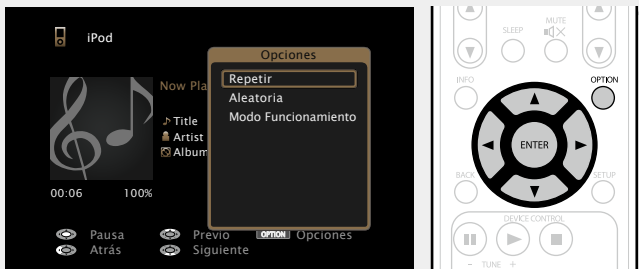 iPod
Opciones
Now Pla
Repetir
Aleatoria
Modo Funcionamiento
Title
Artist
Album
00:06 100%
Pausa Previo OPTION Opciones
Atrás Siguiente
SLEEP MUTE
INFO OPTION
ENTER
BACK SETUP
DEVICE CONTROL
- TUNE +